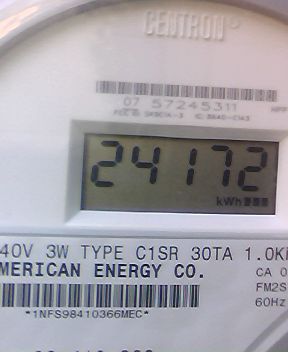 CENTRON®
07 57245311
24172
kWh
40V 3W TYPE C1SR 30TA 1.0K
MERICAN ENERGY CO.
CA 0
FM2S
60Hz
*1NFS98410366MEC*